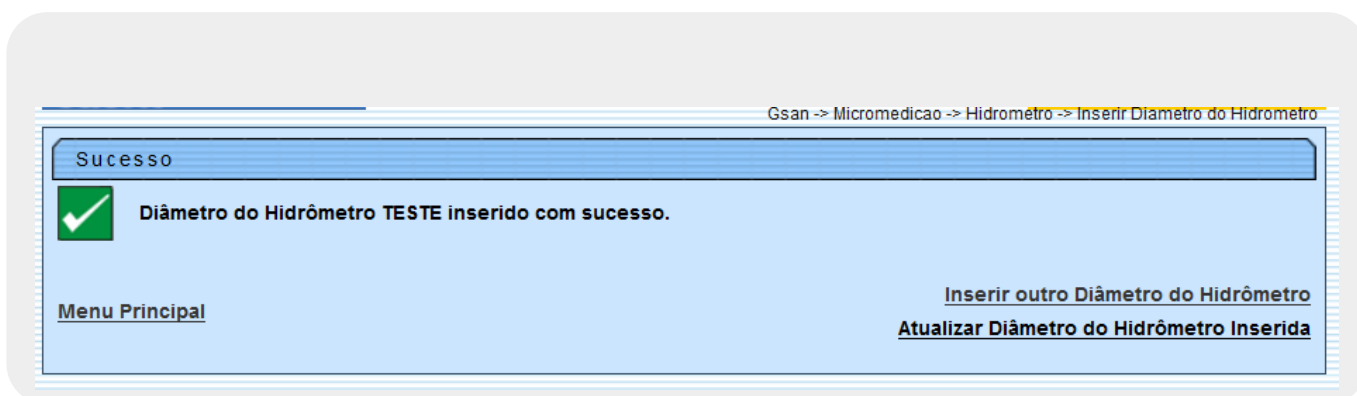 Gsan -> Micromedicao -> Hidrometro -> Inserir Diametro do Hidrometro
Sucesso
Diâmetro do Hidrômetro TESTE inserido com sucesso.
Inserir outro Diâmetro do Hidrômetro
Menu Principal
Atualizar Diâmetro do Hidrômetro Inserida